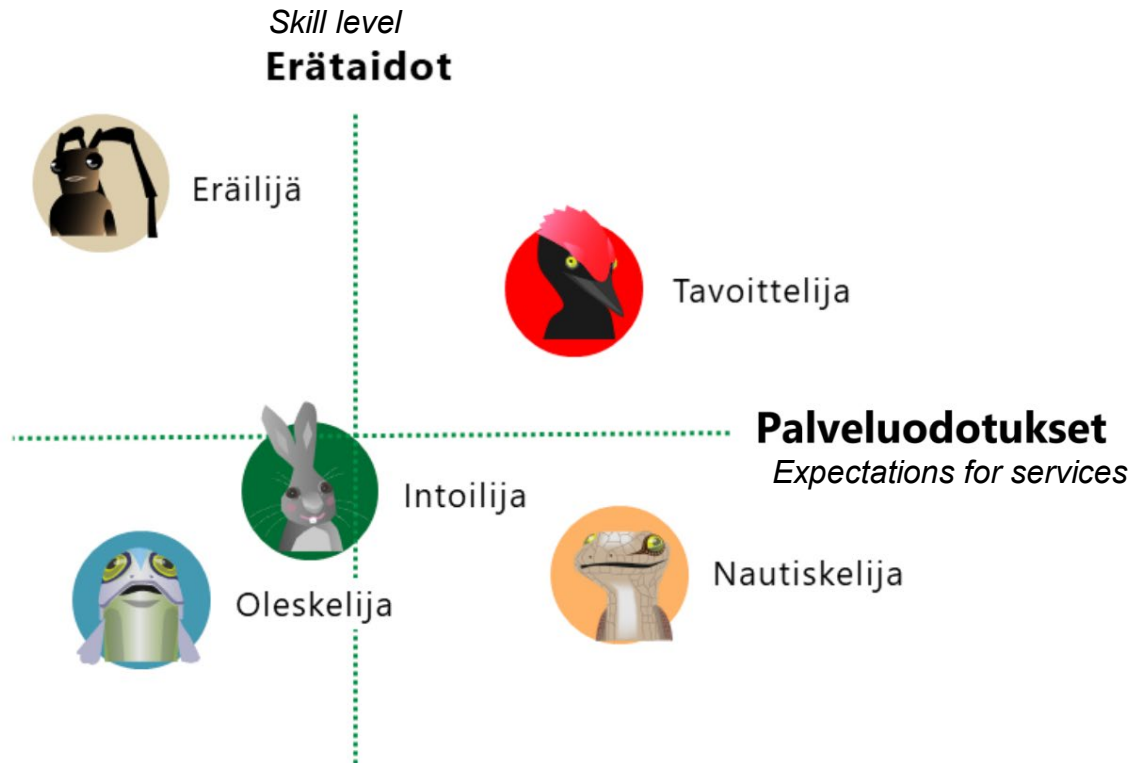 Skill level
Erätaidot
Eräilijä
Tavoittelija
Palveluodotukset
Expectations for services
Intoilija
Nautiskelija
Oleskelija